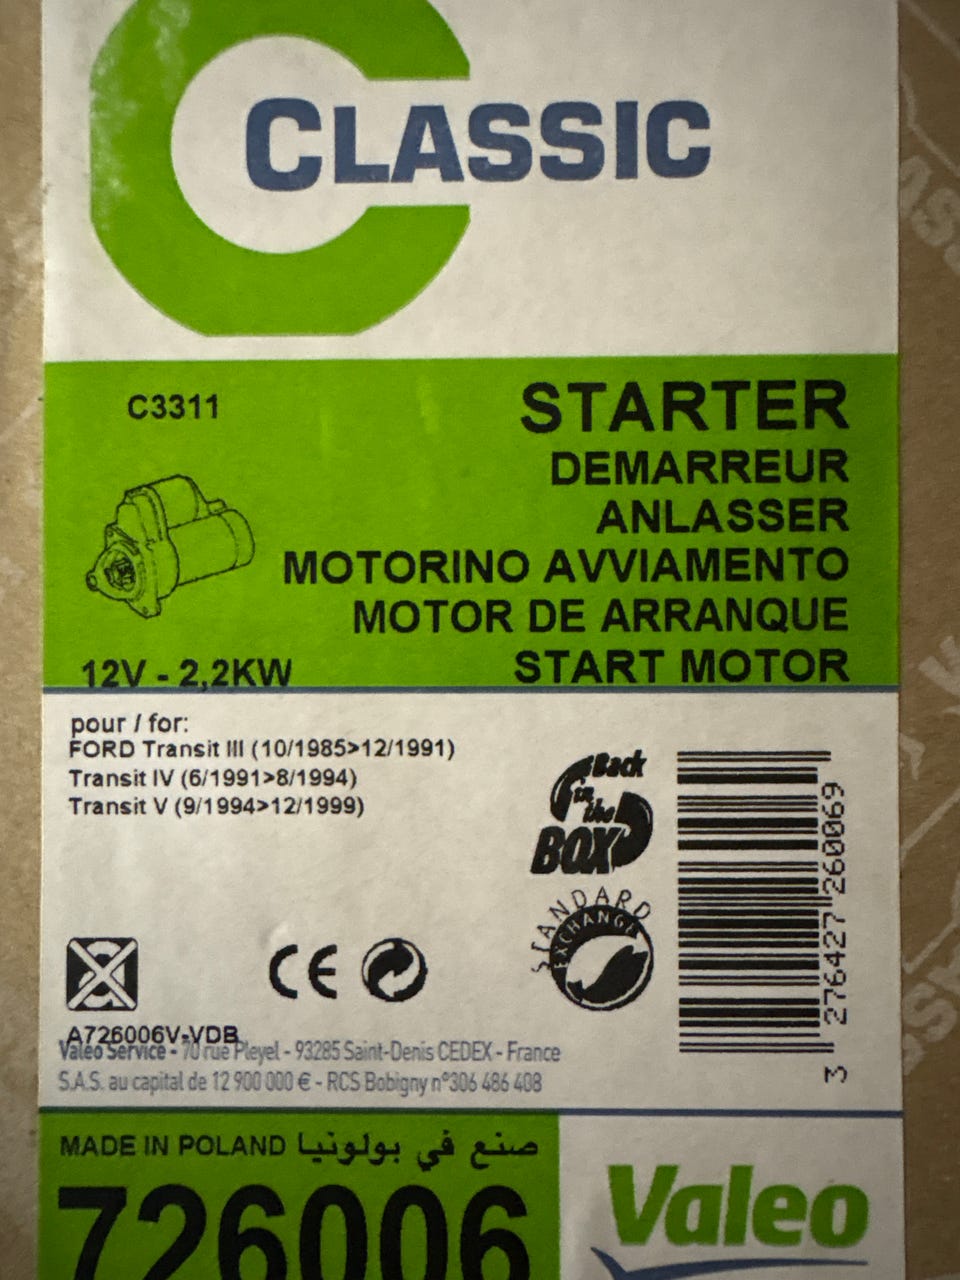 CLASSIC
C3311
STARTER
DEMARREUR
ANLASSER
MOTORINO AVVIAMENTO
MOTOR DE ARRANQUE
12V - 2,2KW
START MOTOR
pour / for:
FORD Transit III (10/1985>12/1991)
Transit IV (6/1991>8/1994)
Transit V (9/1994>12/1999)
Back
in
the
BOX
STANDARD
EXCHANGE
3 276427 260069
CE
A726006V-VDB
Valeo Service - 70 rue Pleyel - 93285 Saint-Denis CEDEX - France
S.A.S. au capital de 12 900 000 € - RCS Bobigny n°306 486 408
MADE IN POLAND صنع في بولونيا
726006
Valeo